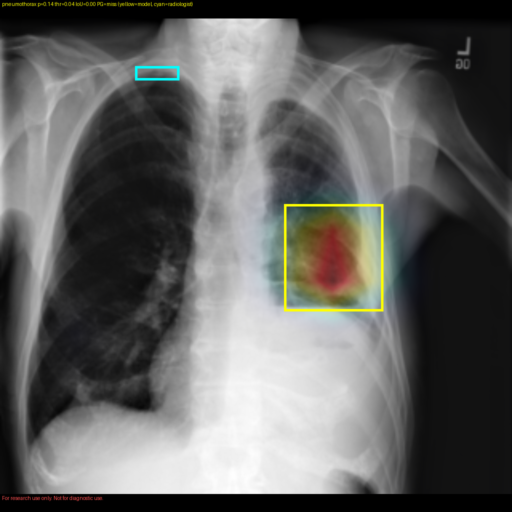 pneumothorax p=0.14 thr=0.04 IoU=0.00 PG=miss (yellow=model, cyan=radiologist)
L
For research use only. Not for diagnostic use.